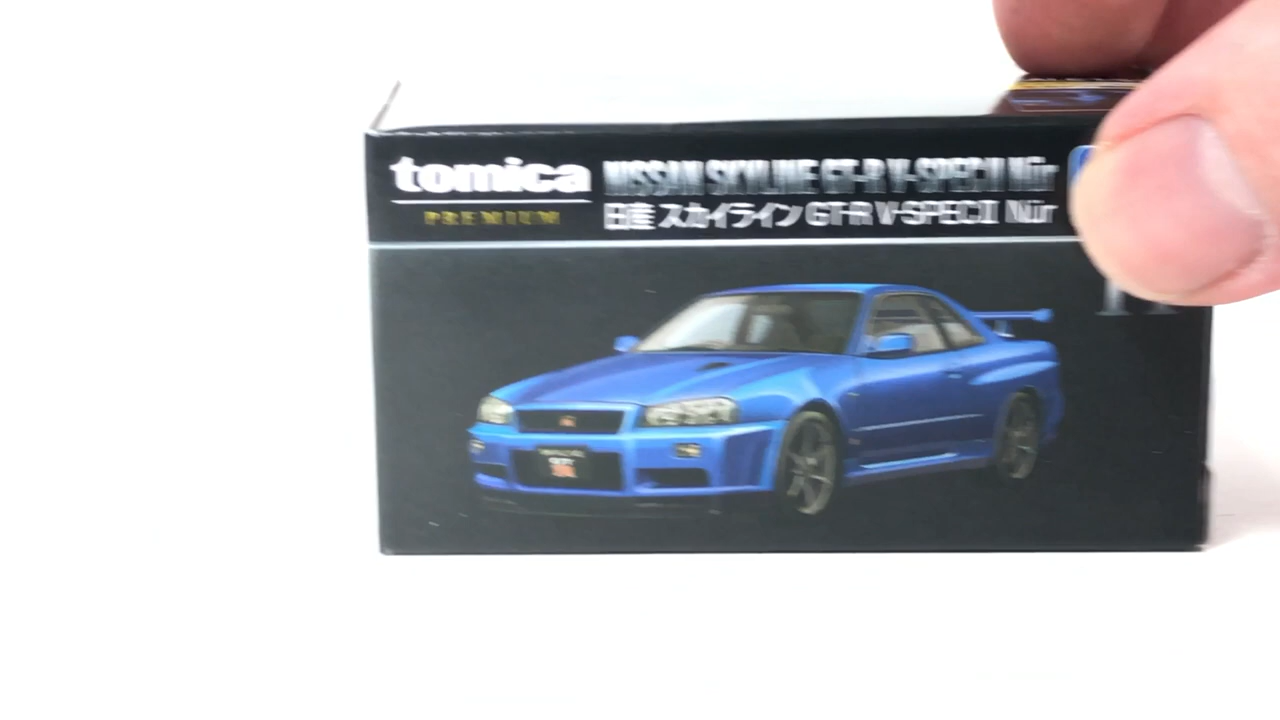 tomica
PREMIUM
NISSAN SKYLINE GT-R V-SPECⅡ Nür
日産 スカイライン GT-R V-SPECⅡ Nür